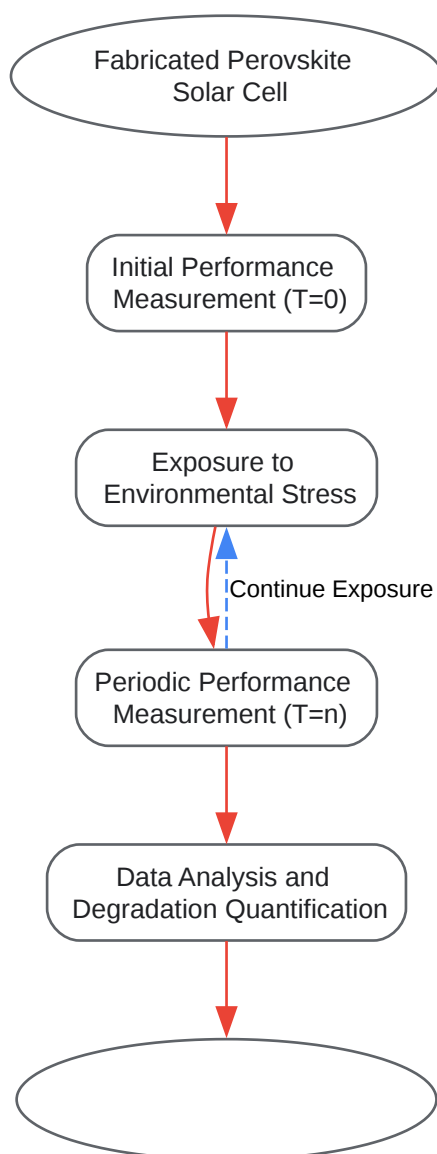 Fabricated Perovskite
Solar Cell
Initial Performance
Measurement (T=0)
Exposure to
Environmental Stress
Continue Exposure
Periodic Performance
Measurement (T=n)
Data Analysis and
Degradation Quantification